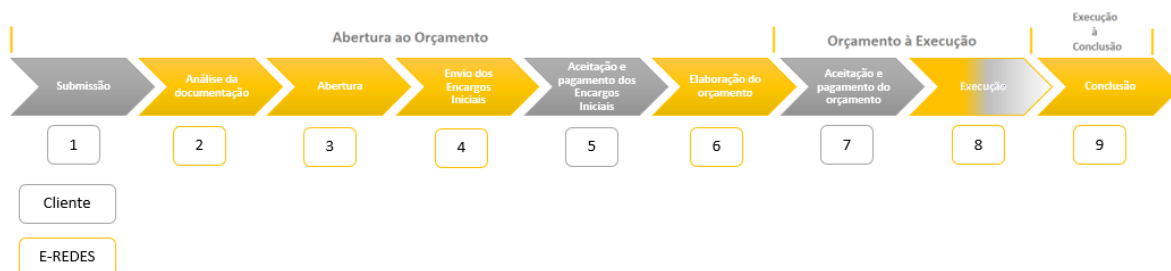 Abertura ao Orçamento
Orçamento à Execução
Execução
à
Conclusão
Submissão
Análise da
documentação
Abertura
Envio dos
Encargos
Iniciais
Aceitação e
pagamento dos
Encargos
Iniciais
Elaboração do
orçamento
Aceitação e
pagamento do
orçamento
Execução
Conclusão
1
2
3
4
5
6
7
8
9
Cliente
E-REDES